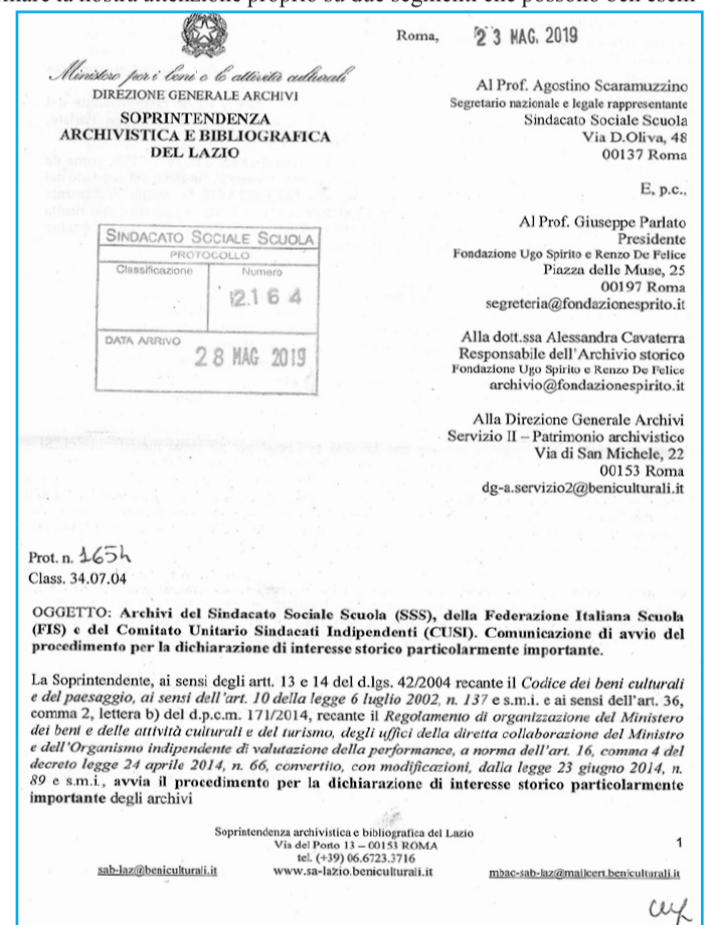 Roma, 23 MAG. 2019
Ministero per i beni e le attività culturali
DIREZIONE GENERALE ARCHIVI
SOPRINTENDENZA
ARCHIVISTICA E BIBLIOGRAFICA
DEL LAZIO
Al Prof. Agostino Scaramuzzino
Segretario nazionale e legale rappresentante
Sindacato Sociale Scuola
Via D.Oliva, 48
00137 Roma
E, p.c.,
Al Prof. Giuseppe Parlato
Presidente
Fondazione Ugo Spirito e Renzo De Felice
Piazza delle Muse, 25
00197 Roma
segreteria@fondazionesprito.it
SINDACATO SOCIALE SCUOLA
PROTOCOLLO
Classificazione Numero
2164
DATA ARRIVO
28 MAG 2019
Alla dott.ssa Alessandra Cavaterra
Responsabile dell'Archivio storico
Fondazione Ugo Spirito e Renzo De Felice
archivio@fondazionespirito.it
Alla Direzione Generale Archivi
Servizio II – Patrimonio archivistico
Via di San Michele, 22
00153 Roma
dg-a.servizio2@beniculturali.it
Prot. n.
Class. 34.07.04
OGGETTO: Archivi del Sindacato Sociale Scuola (SSS), della Federazione Italiana Scuola
(FIS) e del Comitato Unitario Sindacati Indipendenti (CUSI). Comunicazione di avvio del
procedimento per la dichiarazione di interesse storico particolarmente importante.
La Soprintendente, ai sensi degli artt. 13 e 14 del d.lgs. 42/2004 recante il Codice dei beni culturali
e del paesaggio, ai sensi dell'art. 10 della legge 6 luglio 2002, n. 137 e s.m.i. e ai sensi dell'art. 36,
comma 2, lettera b) del d.p.c.m. 171/2014, recante il Regolamento di organizzazione del Ministero
dei beni e delle attività culturali e del turismo, degli uffici della diretta collaborazione del Ministro
e dell'Organismo indipendente di valutazione della performance, a norma dell'art. 16, comma 4 del
decreto legge 24 aprile 2014, n. 66, convertito, con modificazioni, dalla legge 23 giugno 2014, n.
89 e s.m.i., avvia il procedimento per la dichiarazione di interesse storico particolarmente
importante degli archivi
Soprintendenza archivistica e bibliografica del Lazio
Via del Porto 13 – 00153 ROMA
tel. (+39) 06.6723.3716
sab-laz@beniculturali.it www.sa-lazio.beniculturali.it mbac-sab-laz@mailcert.beniculturali.it
1